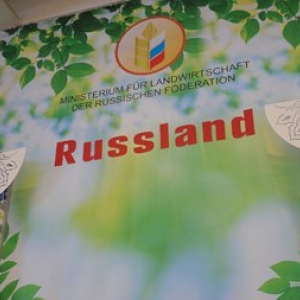 MINISTERIUM FÜR LANDWIRTSCHAFT
DER RUSSISCHEN FÖDERATION
Russland